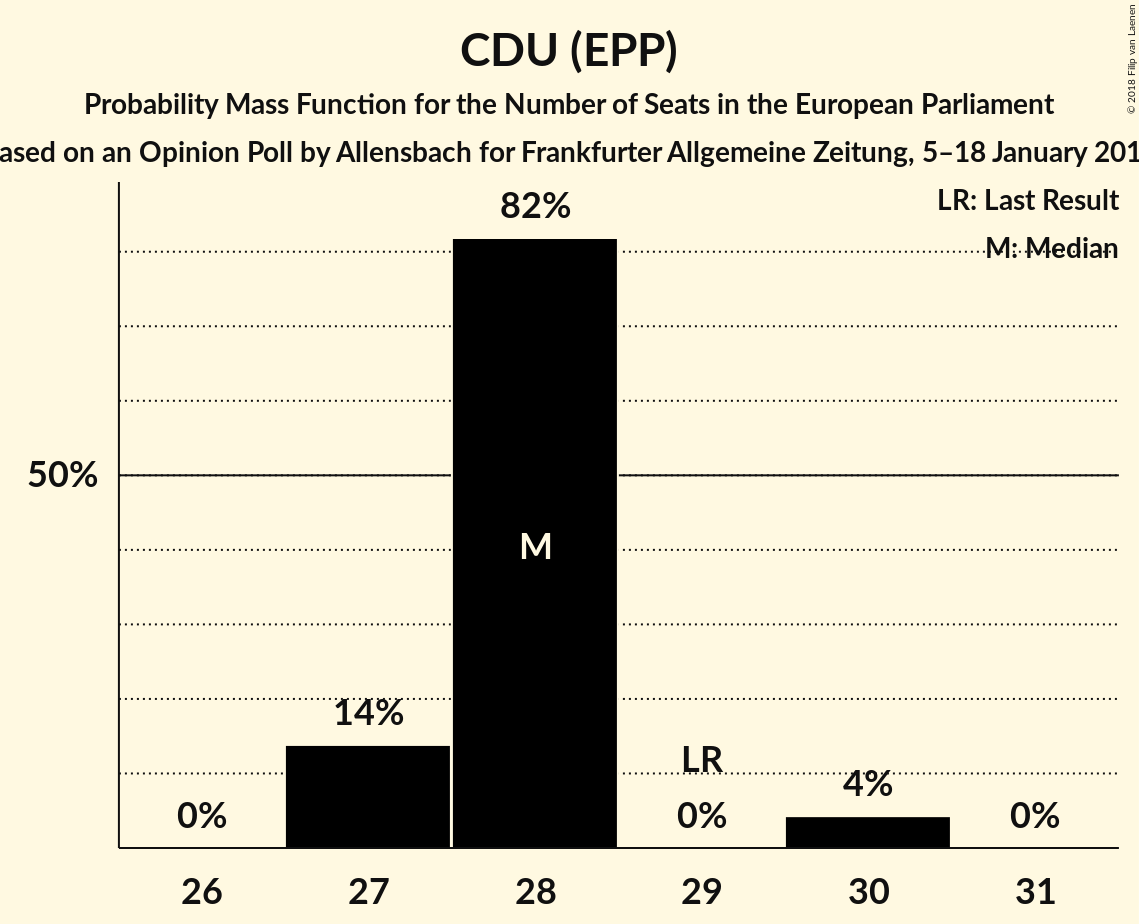 CDU (EPP)
Probability Mass Function for the Number of Seats in the European Parliament
ased on an Opinion Poll by Allensbach for Frankfurter Allgemeine Zeitung, 5–18 January 201
© 2018 Filip van Laenen
LR: Last Result
M: Median
82%
50%
M
14%
LR
4%
0%
0%
0%
26 27 28 29 30 31